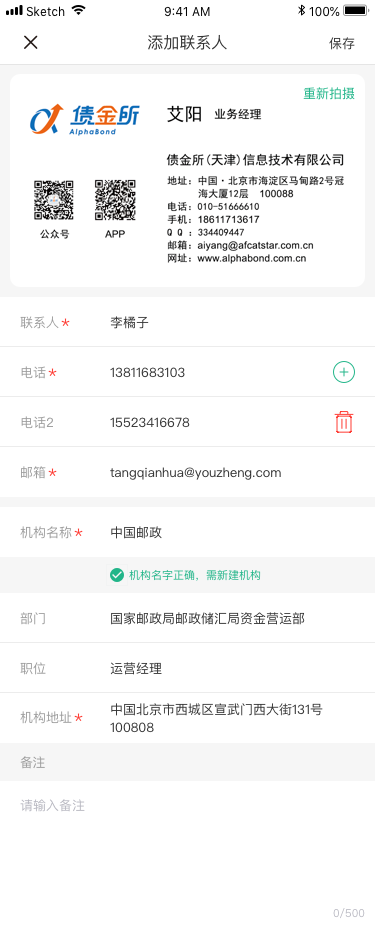 Sketch 9:41 AM 100%
添加联系人 保存
重新拍摄
债金所
AlphaBond
艾阳 业务经理
债金所(天津)信息技术有限公司
地址：中国·北京市海淀区马甸路2号冠
海大厦12层 100088
电话：010-51666610
手机：18611713617
Q Q ：334409447
邮箱：aiyang@afcatstar.com.cn
网址：www.alphabond.com.cn
公众号 APP
联系人* 李橘子
电话* 13811683103
电话2 15523416678
邮箱* tangqianhua@youzheng.com
机构名称* 中国邮政
机构名字正确，需新建机构
部门 国家邮政局邮政储汇局资金营运部
职位 运营经理
机构地址* 中国北京市西城区宣武门西大街131号
100808
备注
请输入备注
0/500